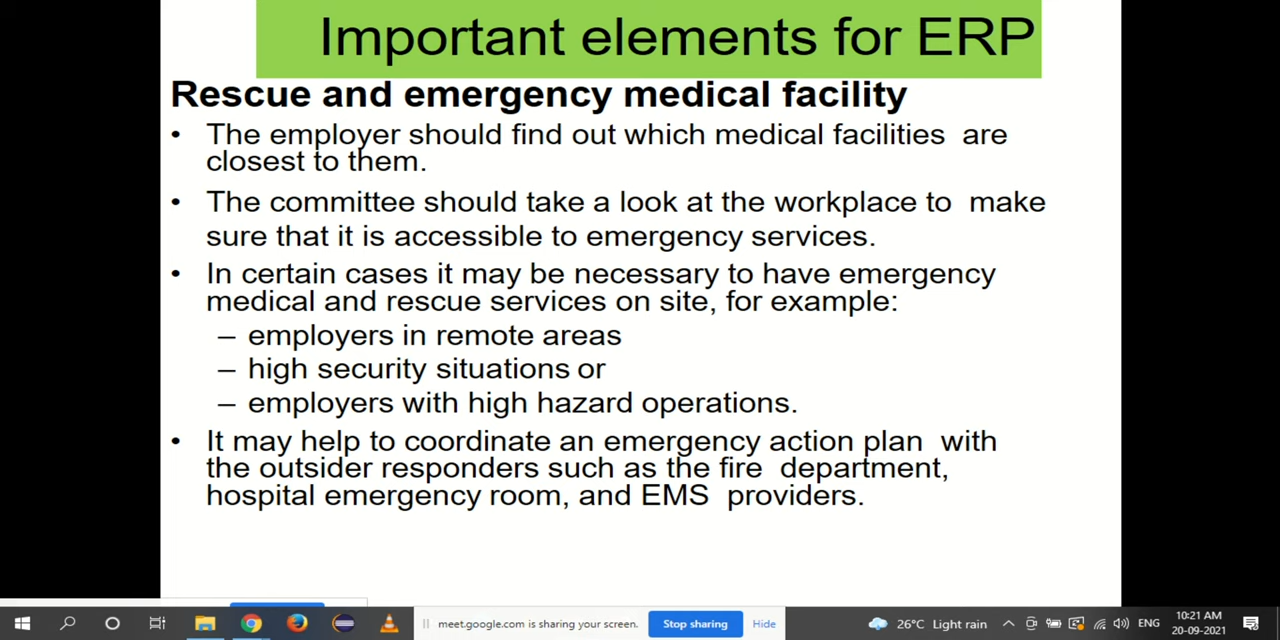 Important elements for ERP
Rescue and emergency medical facility
• The employer should find out which medical facilities are
closest to them.
• The committee should take a look at the workplace to make
sure that it is accessible to emergency services.
• In certain cases it may be necessary to have emergency
medical and rescue services on site, for example:
– employers in remote areas
– high security situations or
– employers with high hazard operations.
• It may help to coordinate an emergency action plan with
the outsider responders such as the fire department,
hospital emergency room, and EMS providers.
meet.google.com is sharing your screen. Stop sharing Hide
26°C Light rain
ENG
10:21 AM
20-09-2021